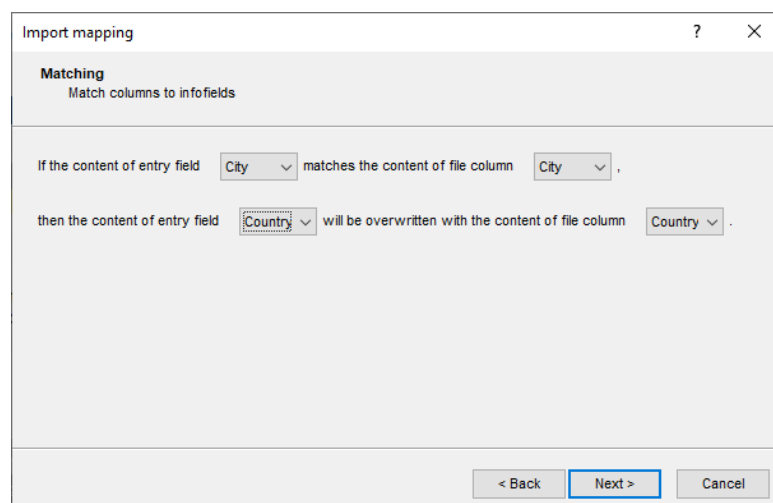 Import mapping ?
Matching
Match columns to infofields
If the content of entry field City matches the content of file column City ,
then the content of entry field Country will be overwritten with the content of file column Country .
< Back Next > Cancel